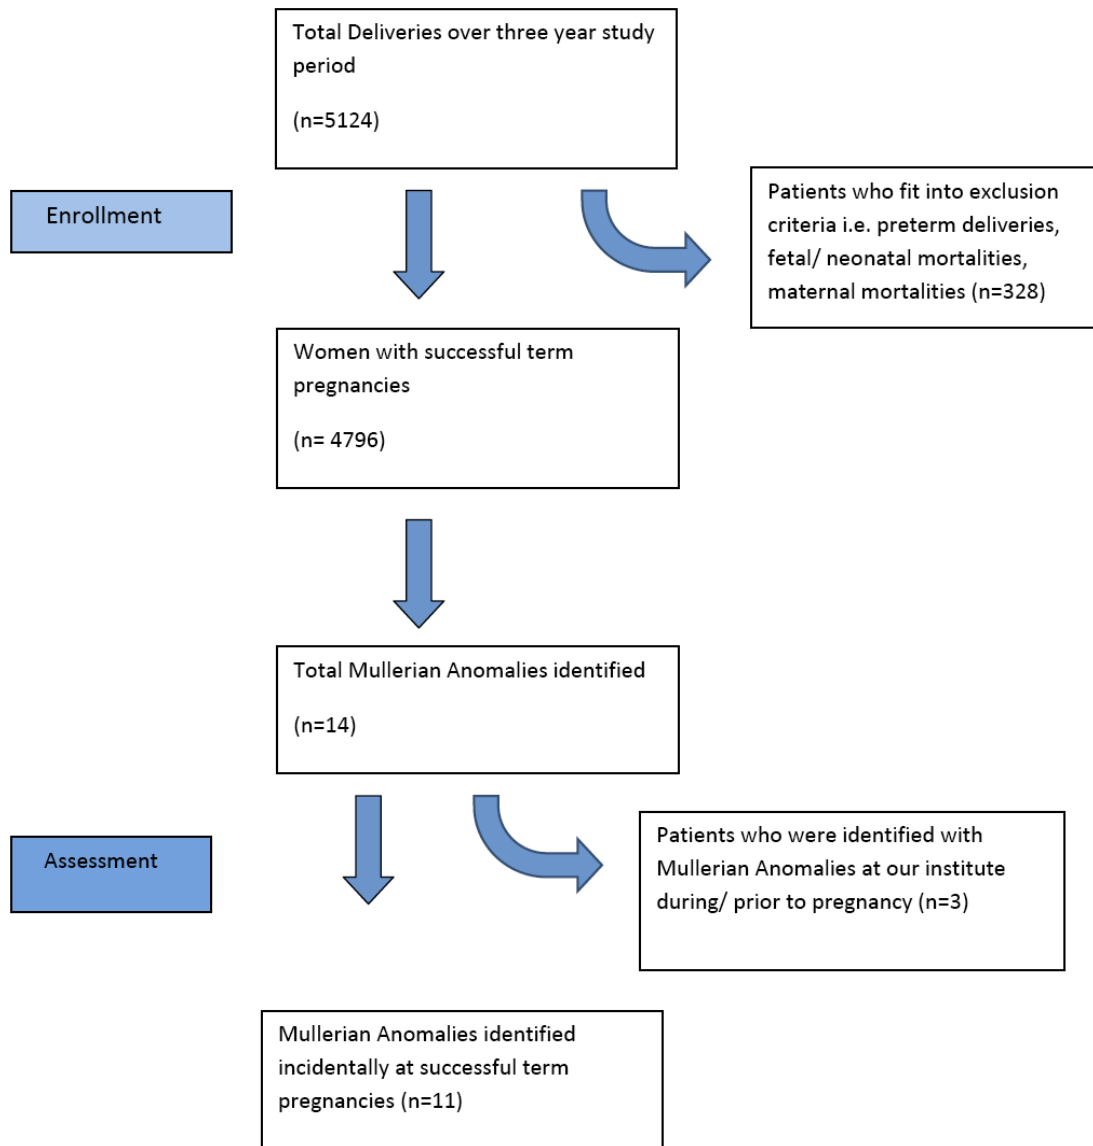 Total Deliveries over three year study
period
(n=5124)
Enrollment
Patients who fit into exclusion
criteria i.e. preterm deliveries,
fetal/ neonatal mortalities,
maternal mortalities (n=328)
Women with successful term
pregnancies
(n= 4796)
Total Mullerian Anomalies identified
(n=14)
Assessment
Patients who were identified with
Mullerian Anomalies at our institute
during/ prior to pregnancy (n=3)
Mullerian Anomalies identified
incidentally at successful term
pregnancies (n=11)